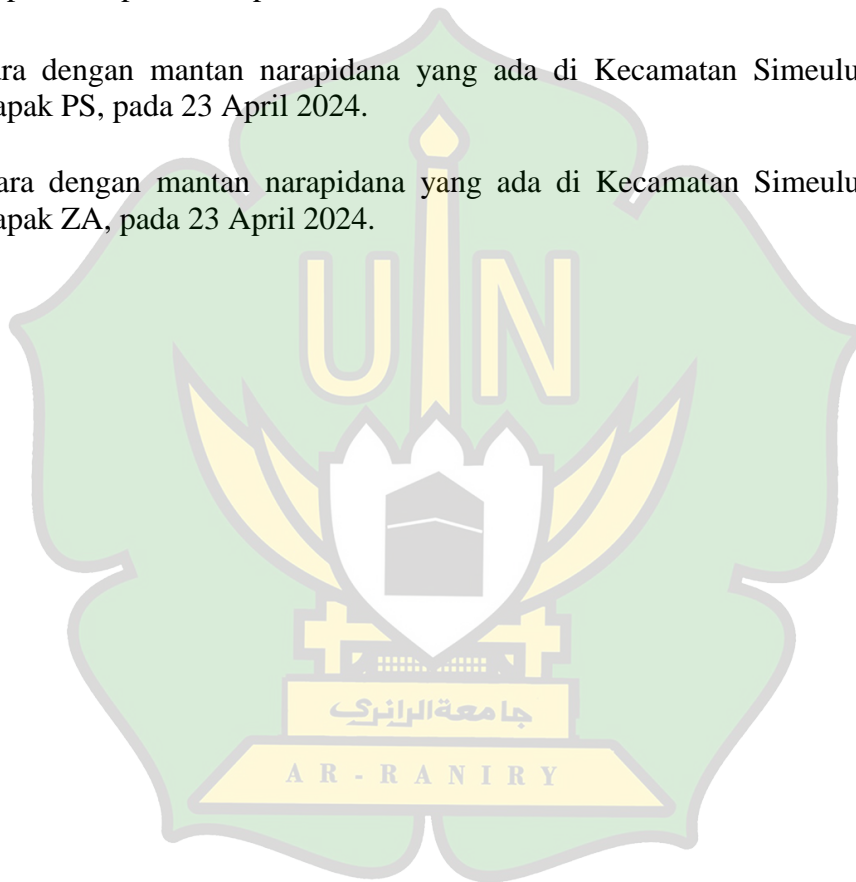 ara dengan mantan narapidana yang ada di Kecamatan Simeulu
apak PS, pada 23 April 2024.
ara dengan mantan narapidana yang ada di Kecamatan Simeulu
apak ZA, pada 23 April 2024.
UIN
جامعة الرانري
AR-RANIRY